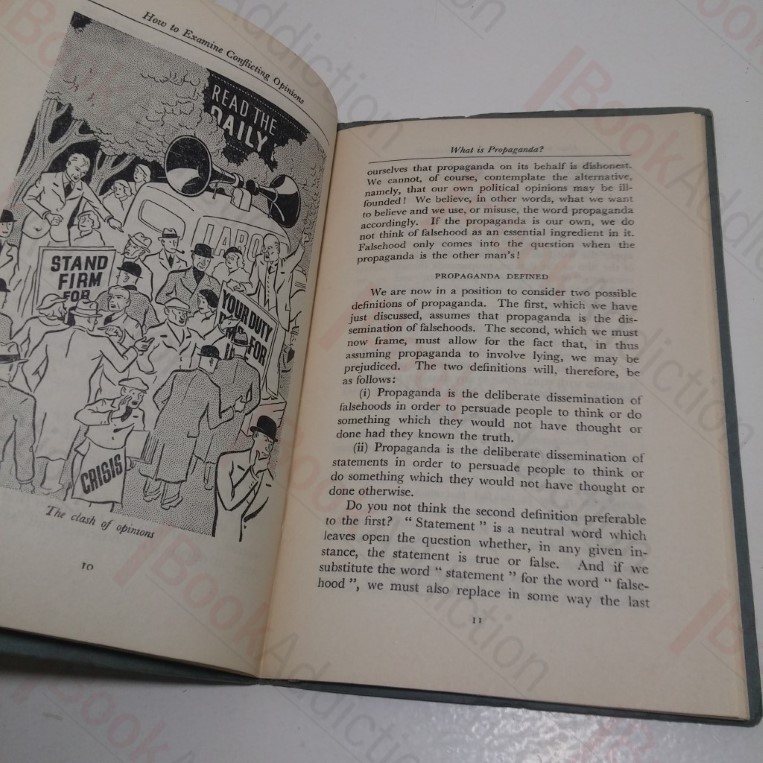 How to Examine Conflicting Opinions
READ THE
DAILY
STAND
FIRM
FOR
YOUR DUTY
FOR
CRISIS
The clash of opinions
10
What is Propaganda?
ourselves that propaganda on its behalf is dishonest.
We cannot, of course, contemplate the alternative,
namely, that our own political opinions may be ill-
founded! We believe, in other words, what we want
to believe and we use, or misuse, the word propaganda
accordingly. If the propaganda is our own, we do
not think of falsehood as an essential ingredient in it.
Falsehood only comes into the question when the
propaganda is the other man's!
PROPAGANDA DEFINED
We are now in a position to consider two possible
definitions of propaganda. The first, which we have
just discussed, assumes that propaganda is the dis-
semination of falsehoods. The second, which we must
now frame, must allow for the fact that, in thus
assuming propaganda to involve lying, we may be
prejudiced. The two definitions will, therefore, be
as follows:
(i) Propaganda is the deliberate dissemination of
falsehoods in order to persuade people to think or do
something which they would not have thought or
done had they known the truth.
(ii) Propaganda is the deliberate dissemination of
statements in order to persuade people to think or
do something which they would not have thought or
done otherwise.
Do you not think the second definition preferable
to the first? "Statement" is a neutral word which
leaves open the question whether, in any given in-
stance, the statement is true or false. And if we
substitute the word "statement" for the word "false-
hood", we must also replace in some way the last
11
BookAddiction